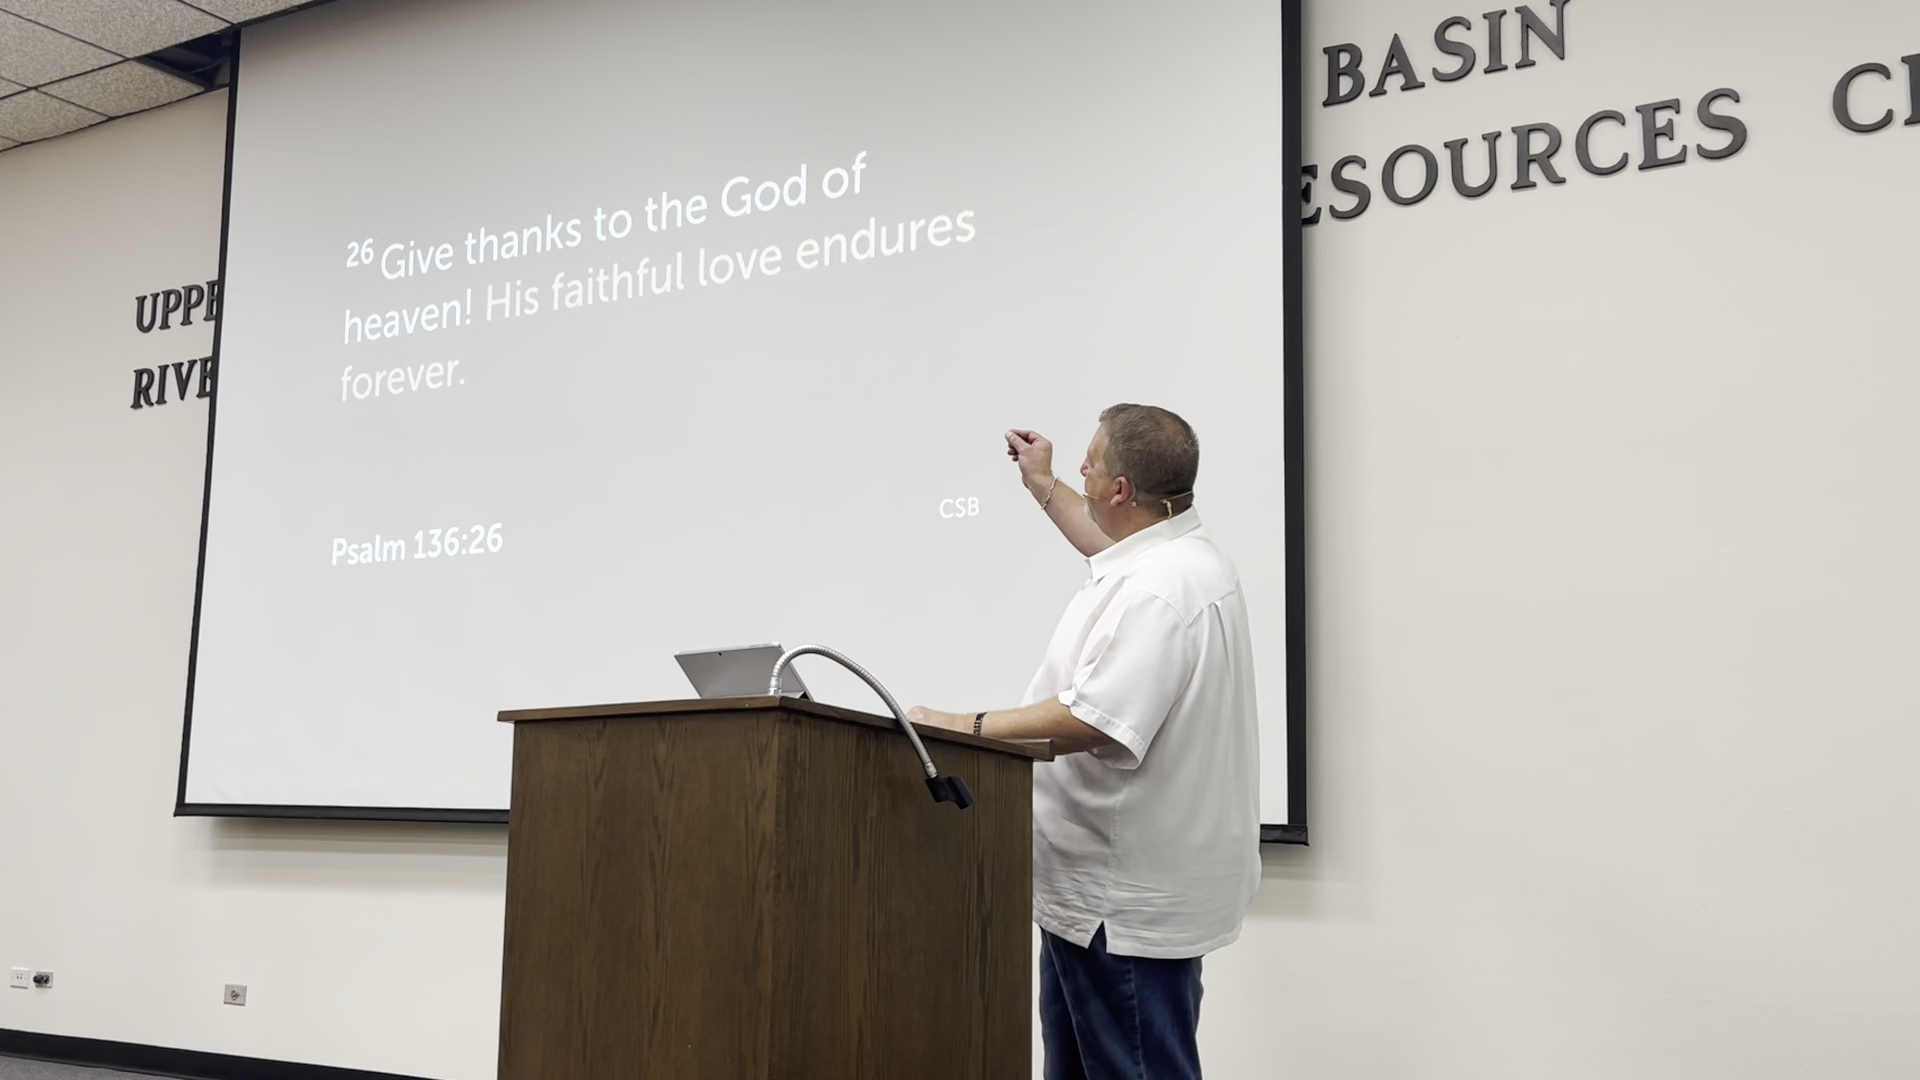 BASIN
ESOURCES
UPPE
RIVE
26 Give thanks to the God of
heaven! His faithful love endures
forever.
CSB
Psalm 136:26